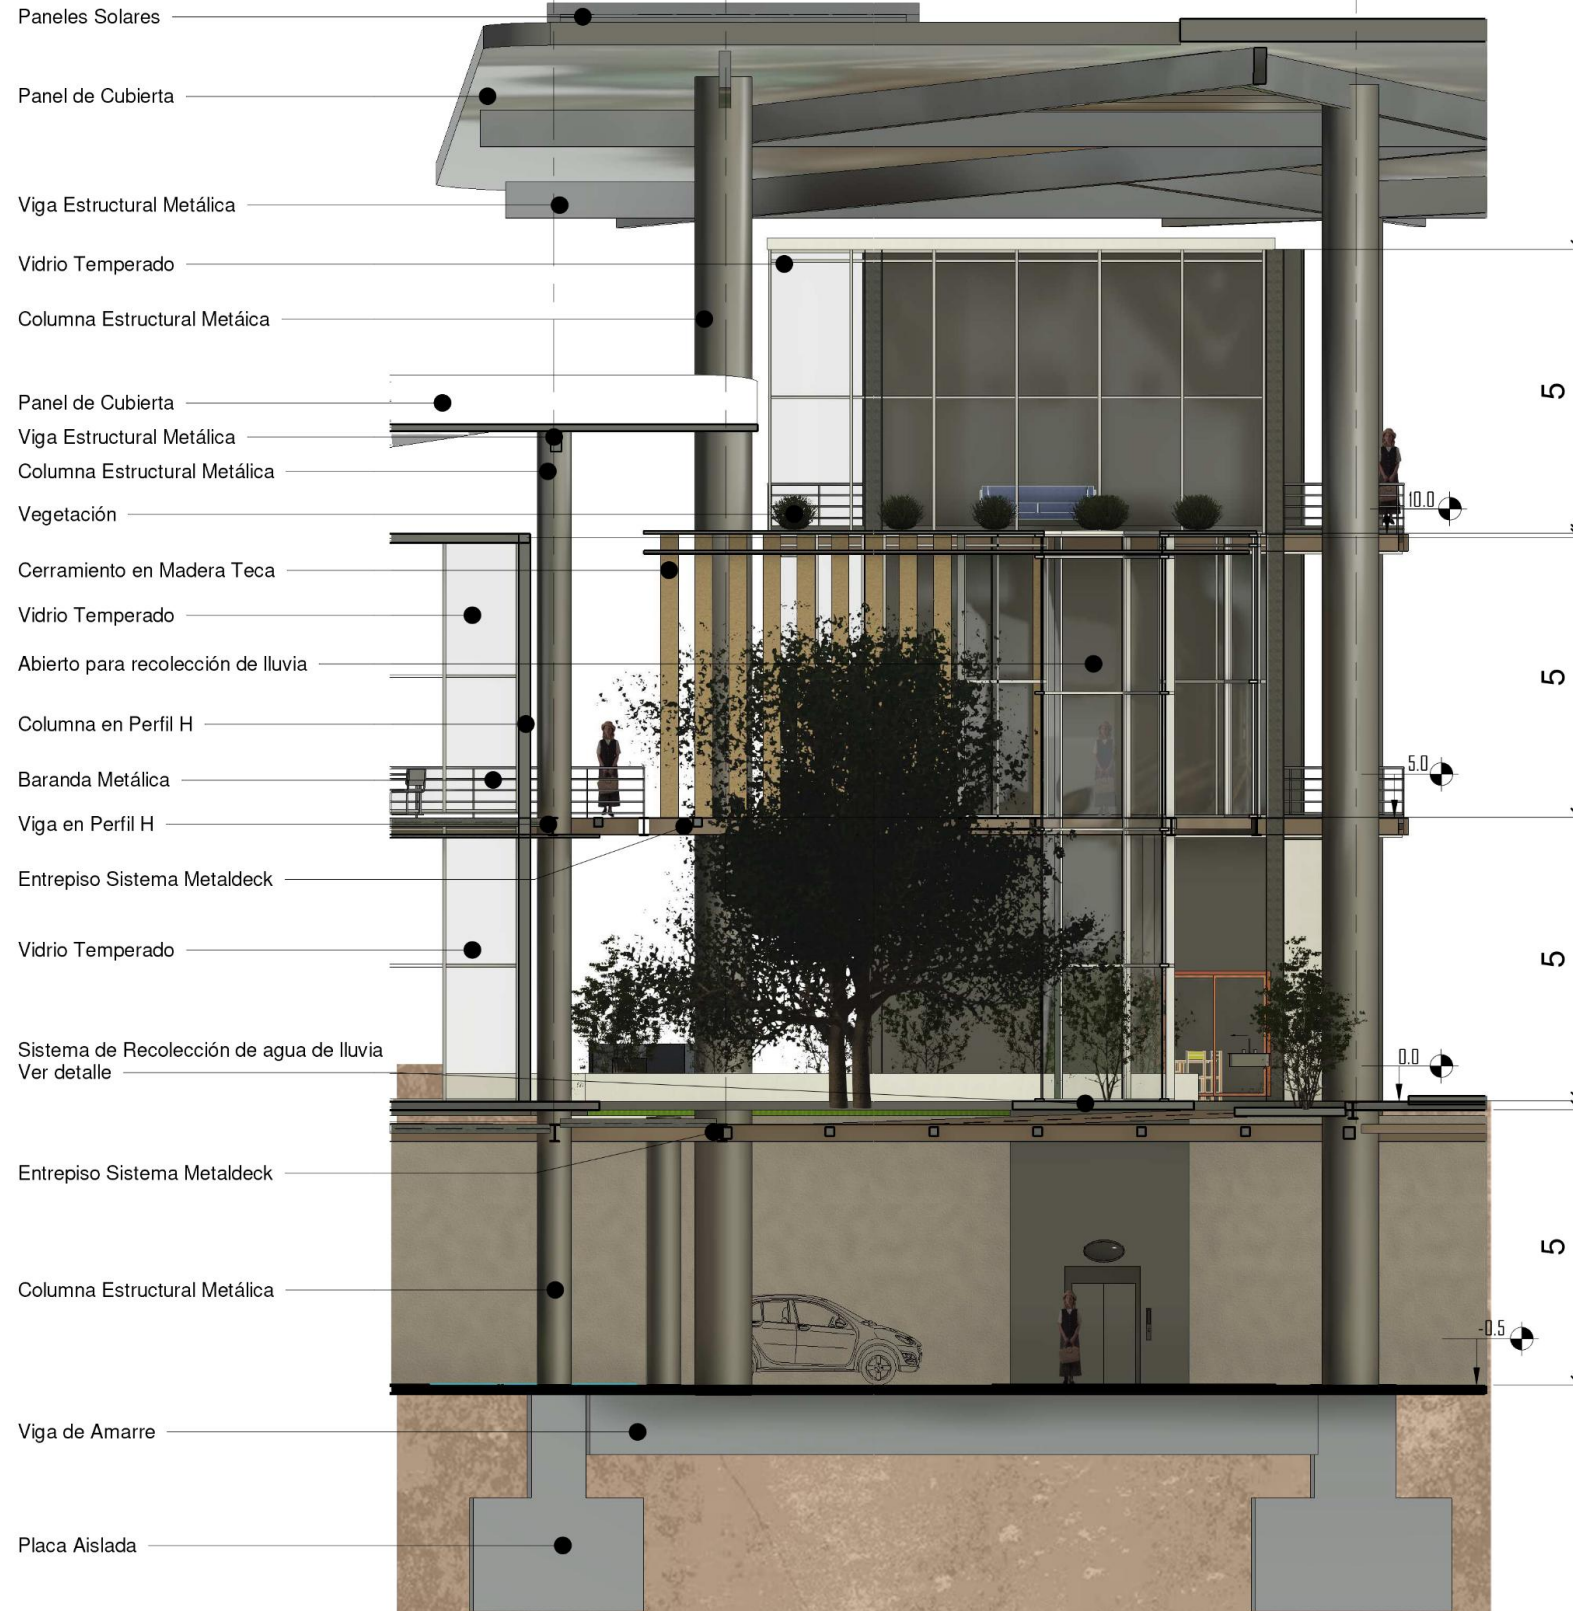 Paneles Solares
Panel de Cubierta
Viga Estructural Metálica
Vidrio Temperado
Columna Estructural Metáica
Panel de Cubierta
Viga Estructural Metálica
Columna Estructural Metálica
Vegetación
Cerramiento en Madera Teca
Vidrio Temperado
Abierto para recolección de lluvia
Columna en Perfil H
Baranda Metálica
Viga en Perfil H
Entrepiso Sistema Metaldeck
Vidrio Temperado
Sistema de Recolección de agua de lluvia
Ver detalle
Entrepiso Sistema Metaldeck
Columna Estructural Metálica
Viga de Amarre
Placa Aislada
10.0
5.0
0.0
-0.5
5
5
5
5